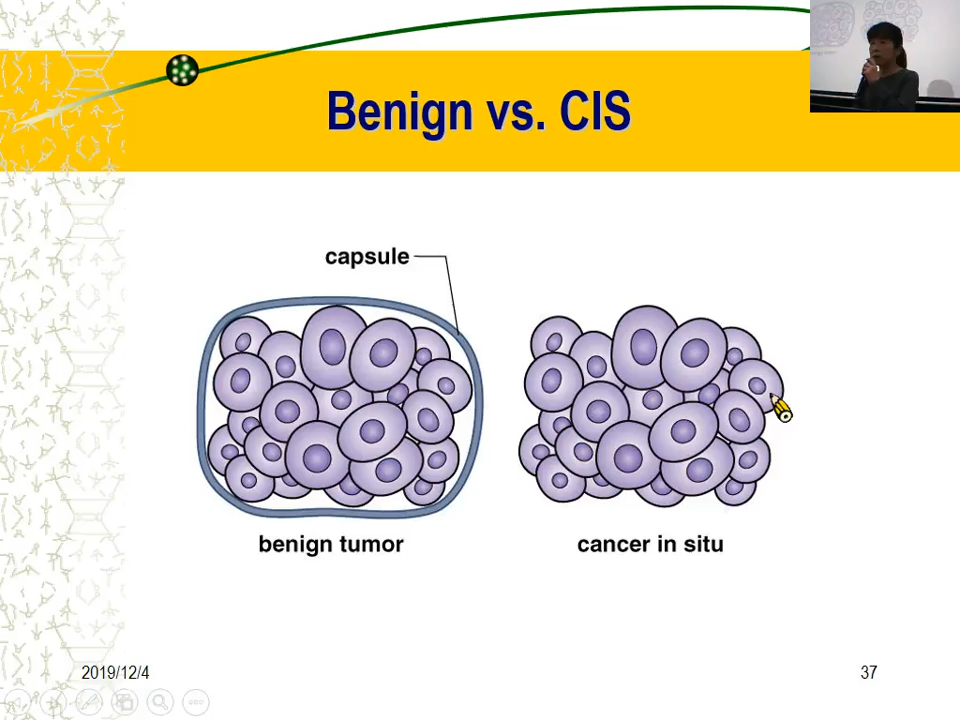 Benign vs. CIS
capsule
benign tumor
cancer in situ
2019/12/4
37